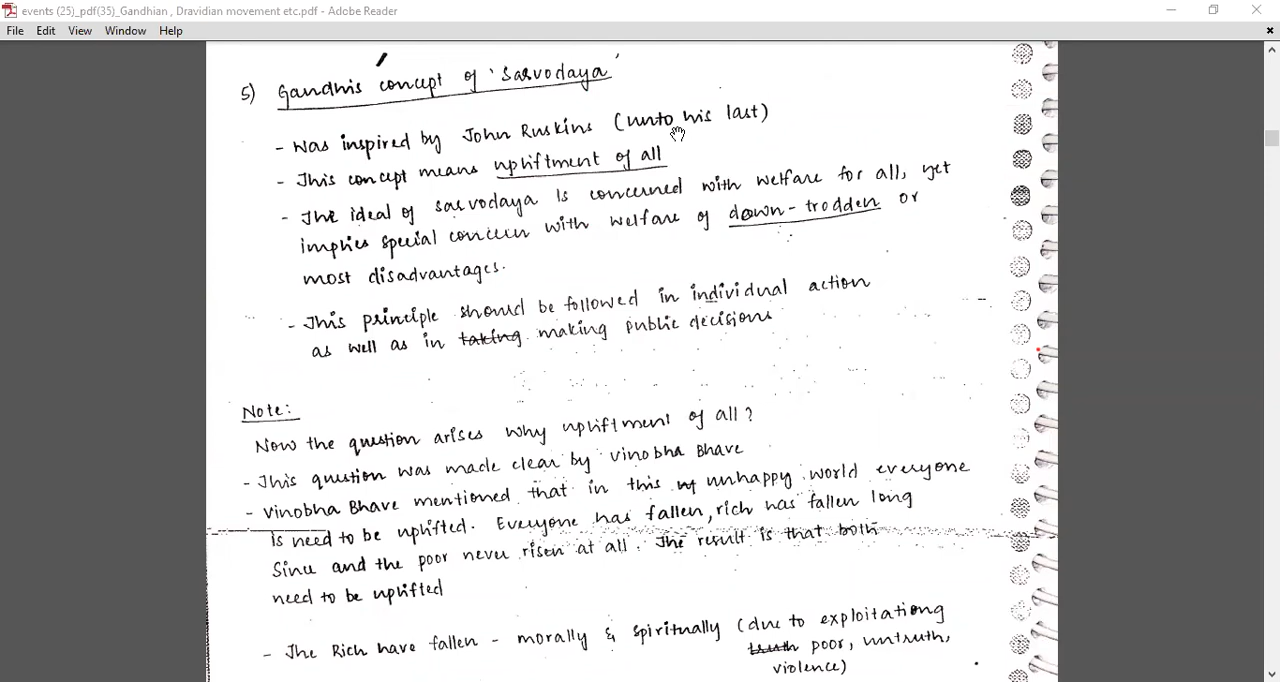 events (25)_pdf(35)_Gandhian , Dravidian movement etc.pdf - Adobe Reader
File Edit View Window Help
5) Gandhis concept of 'Sarvodaya'
- Was inspired by John Ruskins (unto his last)
- This concept means upliftment of all
- The ideal of sarvodaya is concerned with welfare for all, yet
implies special concern with welfare of down-trodden or
most disadvantages.
- This principle should be followed in individual action
as well as in taking making public decisions
Note:
Now the question arises why upliftment of all?
- This question was made clear by vinobha Bhave
- vinobha Bhave mentioned that in this unhappy world everyone
is need to be uplifted. Everyone has fallen, rich has fallen long
since and the poor never risen at all. The result is that both
need to be uplifted
- The Rich have fallen - morally & spiritually (due to exploitationg
truth poor, untruth,
violence)